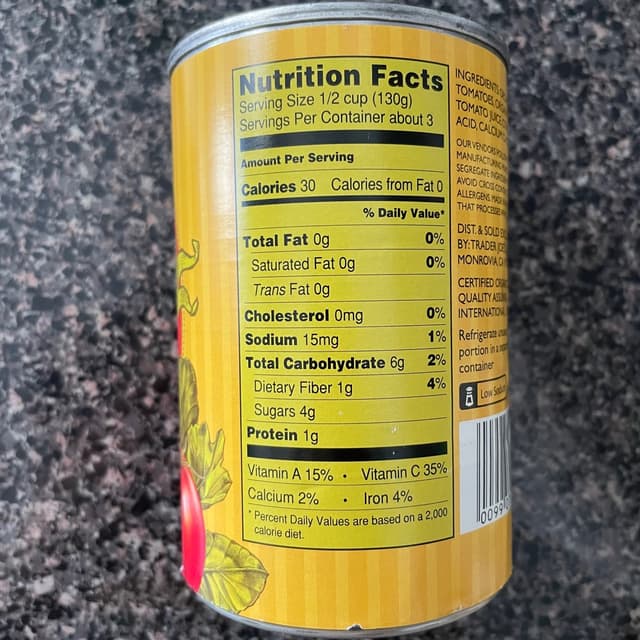 Nutrition Facts
Serving Size 1/2 cup (130g)
Servings Per Container about 3
Amount Per Serving
Calories 30 Calories from Fat 0
% Daily Value*
Total Fat 0g 0%
Saturated Fat 0g 0%
Trans Fat 0g
Cholesterol 0mg 0%
Sodium 15mg 1%
Total Carbohydrate 6g 2%
Dietary Fiber 1g 4%
Sugars 4g
Protein 1g
Vitamin A 15% • Vitamin C 35%
Calcium 2% • Iron 4%
* Percent Daily Values are based on a 2,000
calorie diet.
INGREDIENTS:
TOMATOES,
TOMATO JUICE
ACID,
OUR VENDORS
MANUFACTURING
SEGREGATE
AVOID CROSS
ALLERGENS. MADE
THAT PROCESSES
DIST. & SOLD
BY: TRADER JOE'S
MONROVIA, CA
CERTIFIED
QUALITY
INTERNATIONAL
Refrigerate
portion in a
container
Low
0099